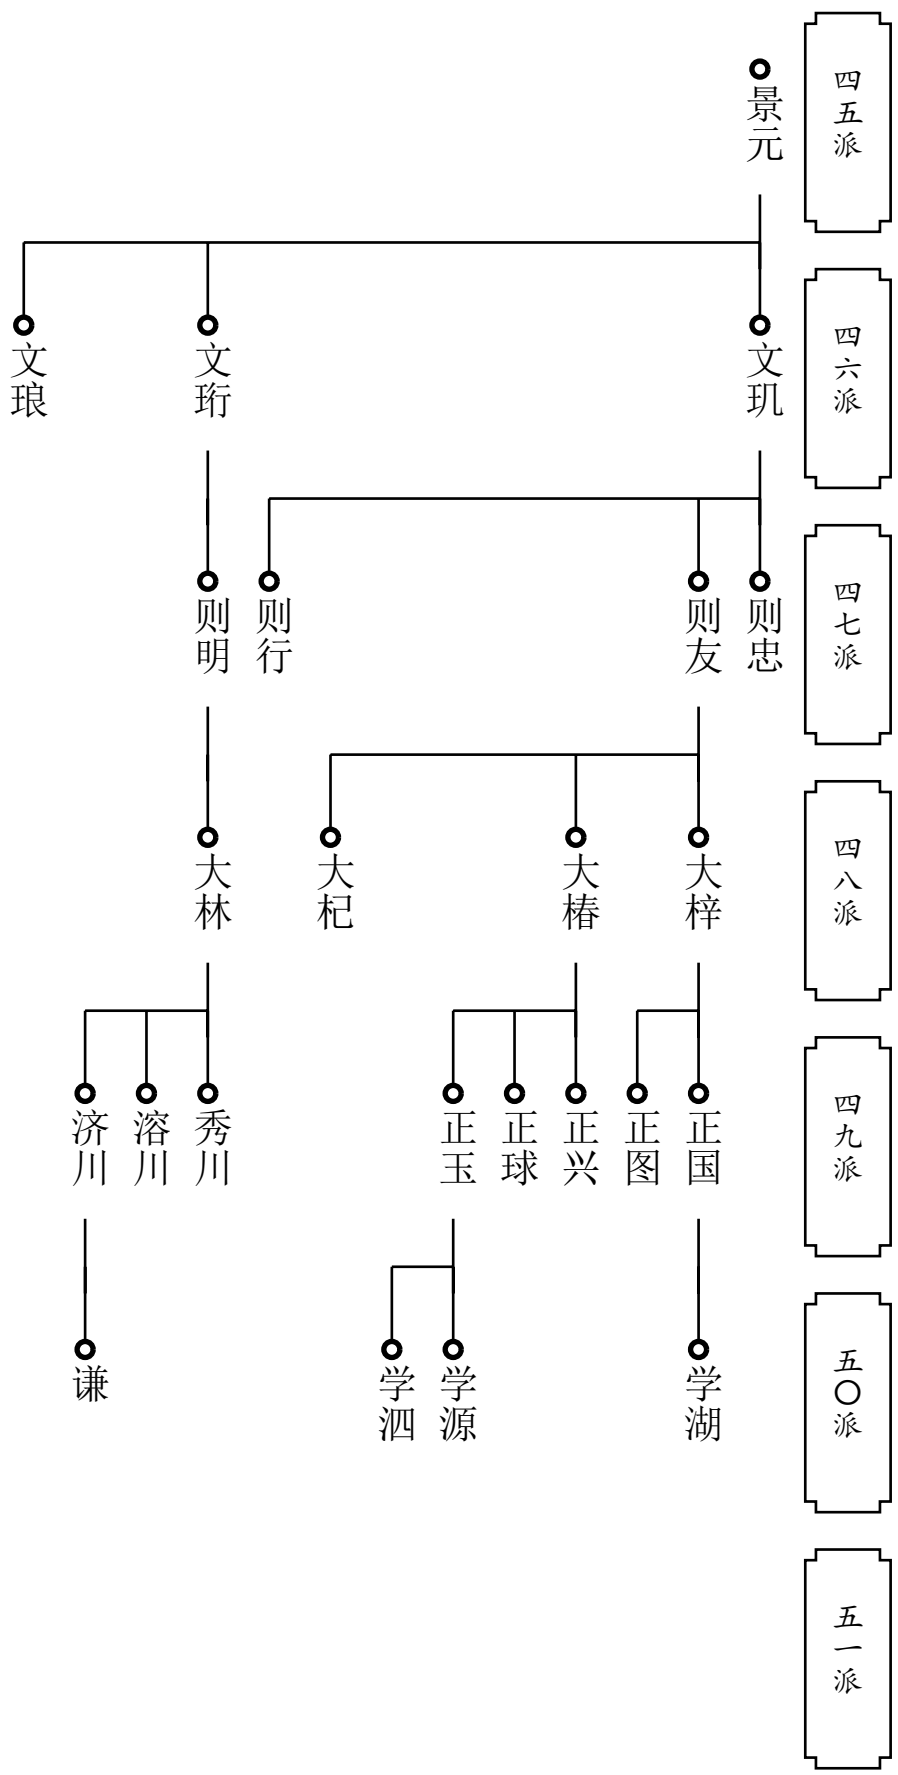 四五派
景元
四六派
文玑
文珩
文琅
四七派
则忠
则友
则行
则明
四八派
大梓
大椿
大杞
大林
四九派
正国
正图
正兴
正球
正玉
秀川
溶川
济川
五〇派
学湖
学源
学泗
谦
五一派